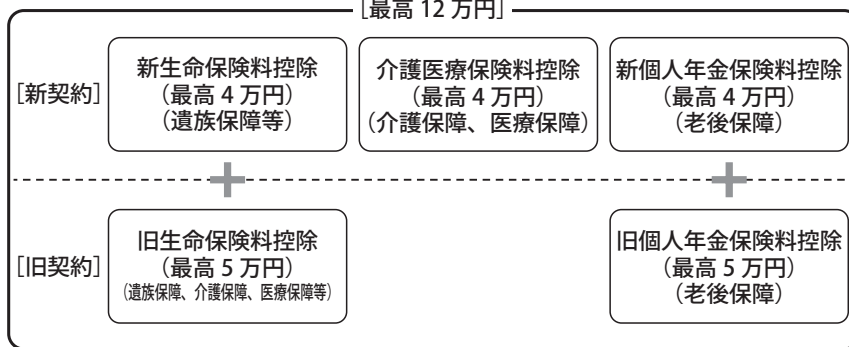 [最高 12 万円]
[新契約]
新生命保険料控除
(最高 4 万円)
(遺族保障等)
介護医療保険料控除
(最高 4 万円)
(介護保障、医療保障)
新個人年金保険料控除
(最高 4 万円)
(老後保障)
+
+
[旧契約]
旧生命保険料控除
(最高 5 万円)
(遺族保障、介護保障、医療保障等)
旧個人年金保険料控除
(最高 5 万円)
(老後保障)